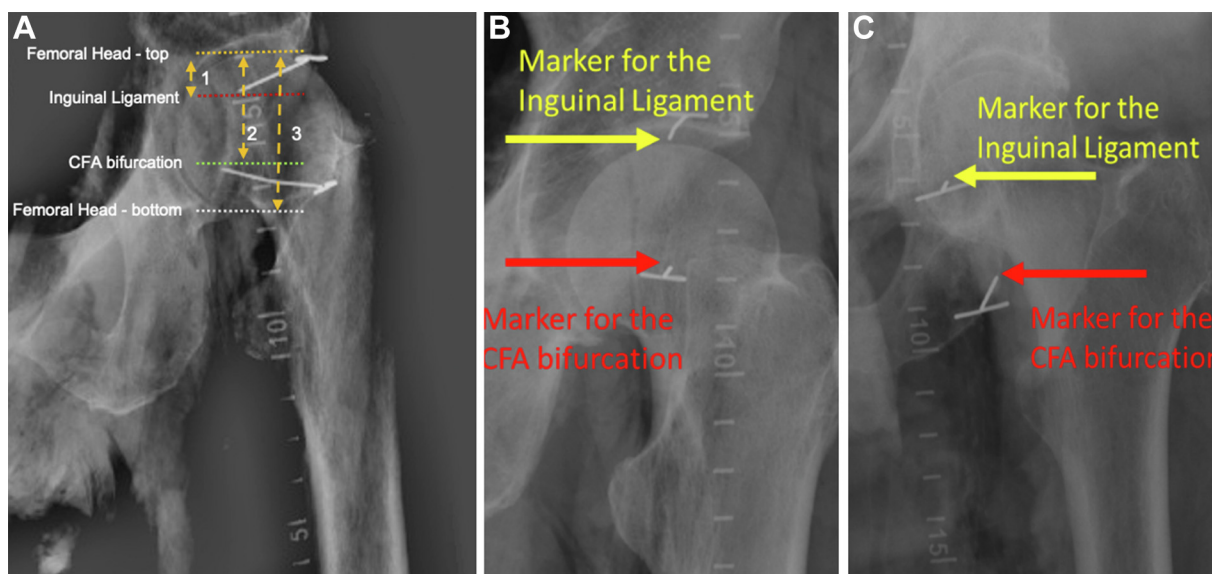 A
Femoral Head - top
1
Inguinal Ligament
5
2
3
CFA bifurcation
Femoral Head - bottom
10
5
B
Marker for the
Inguinal Ligament
Marker for the
CFA bifurcation
10
C
5
Marker for the
Inguinal Ligament
10
Marker for the
CFA bifurcation
15